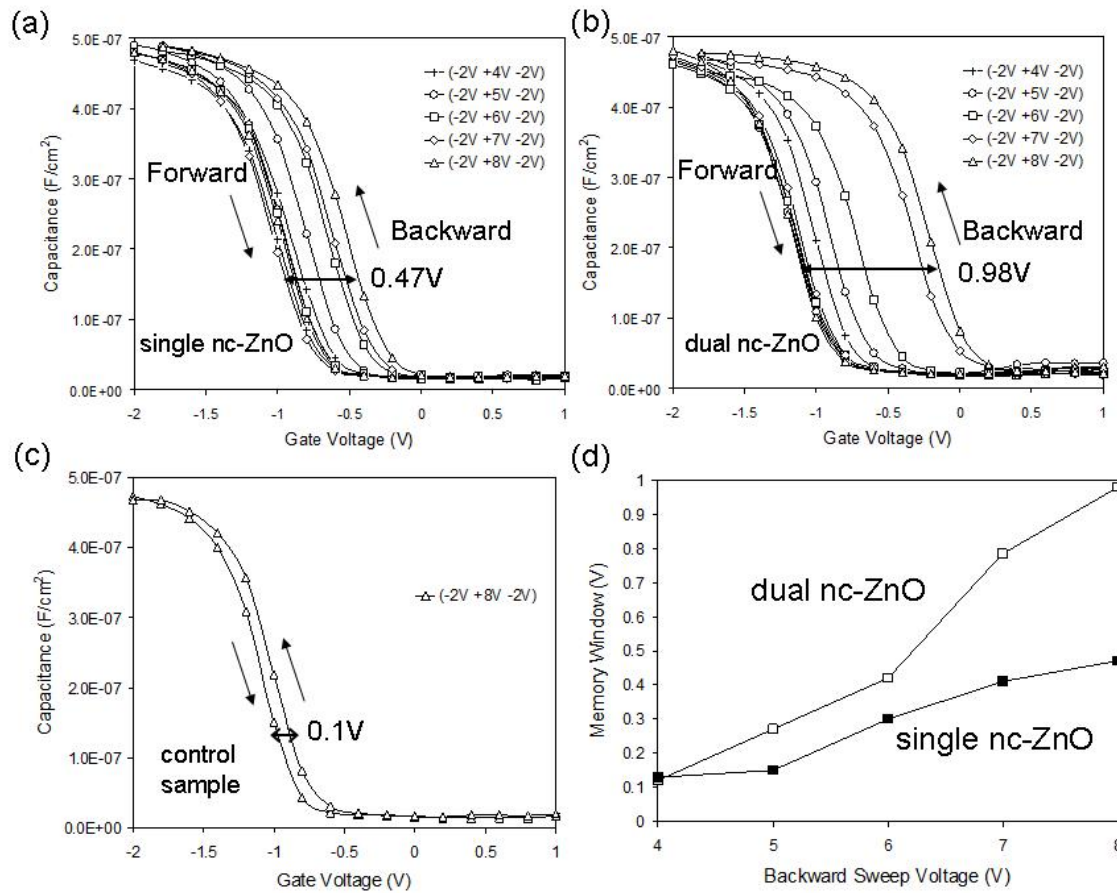 (a)
5.0E-07
4.0E-07
3.0E-07
2.0E-07
1.0E-07
0.0E+00
Capacitance (F/cm²)
(-2V +4V -2V)
(-2V +5V -2V)
(-2V +6V -2V)
(-2V +7V -2V)
(-2V +8V -2V)
Forward
Backward
0.47V
single nc-ZnO
-2 -1.5 -1 -0.5 0 0.5 1
Gate Voltage (V)
(b)
5.0E-07
4.0E-07
3.0E-07
2.0E-07
1.0E-07
0.0E+00
Capacitance (F/cm²)
(-2V +4V -2V)
(-2V +5V -2V)
(-2V +6V -2V)
(-2V +7V -2V)
(-2V +8V -2V)
Forward
Backward
0.98V
dual nc-ZnO
-2 -1.5 -1 -0.5 0 0.5 1
Gate Voltage (V)
(c)
5.0E-07
4.0E-07
3.0E-07
2.0E-07
1.0E-07
0.0E+00
Capacitance (F/cm²)
(-2V +8V -2V)
0.1V
control
sample
-2 -1.5 -1 -0.5 0 0.5 1
Gate Voltage (V)
(d)
1
0.9
0.8
0.7
0.6
0.5
0.4
0.3
0.2
0.1
0
Memory Window (V)
dual nc-ZnO
single nc-ZnO
4 5 6 7 8
Backward Sweep Voltage (V)